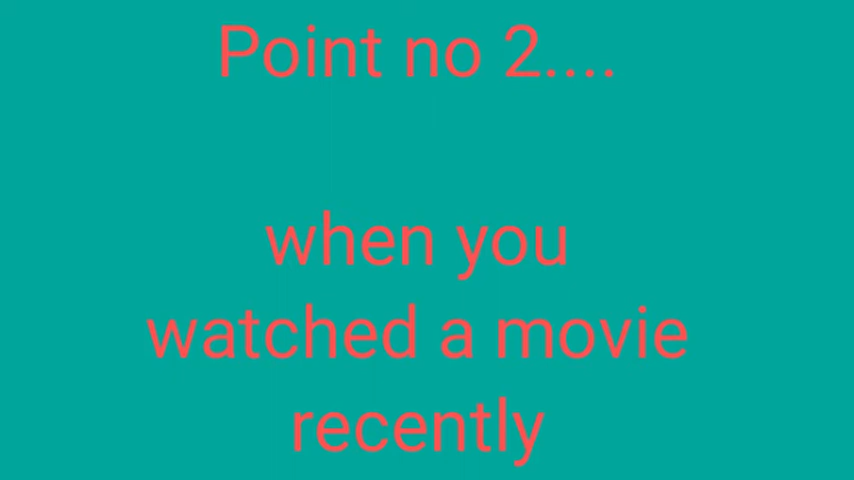 Point no 2....
when you
watched a movie
recently